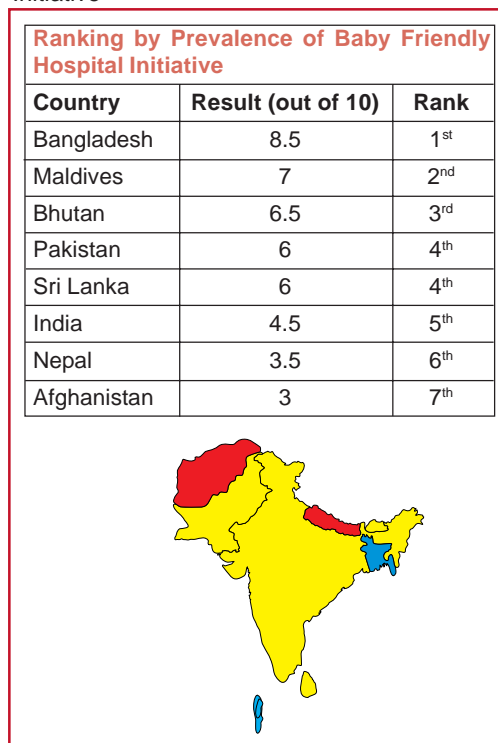 Ranking by Prevalence of Baby Friendly
Hospital Initiative
Country Result (out of 10) Rank
Bangladesh 8.5 1st
Maldives 7 2nd
Bhutan 6.5 3rd
Pakistan 6 4th
Sri Lanka 6 4th
India 4.5 5th
Nepal 3.5 6th
Afghanistan 3 7th